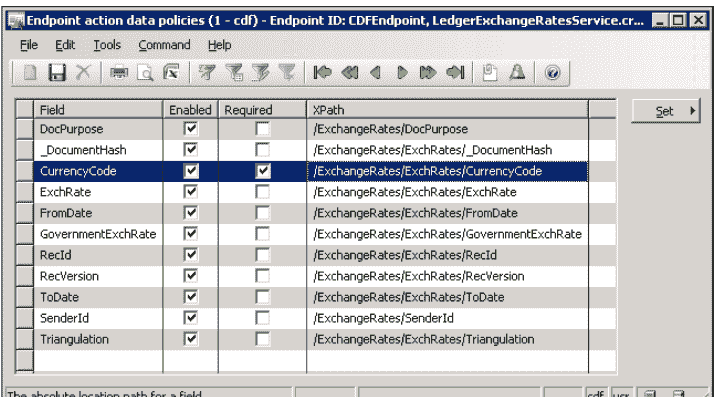 Endpoint action data policies (1 - cdf) - Endpoint ID: CDFEndpoint, LedgerExchangeRatesService.cr...
File Edit Tools Command Help
Field Enabled Required XPath
Set
DocPurpose /ExchangeRates/DocPurpose
_DocumentHash /ExchangeRates/ExchRates/_DocumentHash
CurrencyCode /ExchangeRates/ExchRates/CurrencyCode
ExchRate /ExchangeRates/ExchRates/ExchRate
FromDate /ExchangeRates/ExchRates/FromDate
GovernmentExchRate /ExchangeRates/ExchRates/GovernmentExchRate
RecId /ExchangeRates/ExchRates/RecId
RecVersion /ExchangeRates/ExchRates/RecVersion
ToDate /ExchangeRates/ExchRates/ToDate
SenderId /ExchangeRates/SenderId
Triangulation /ExchangeRates/ExchRates/Triangulation
The absolute location path for a field cdf usr